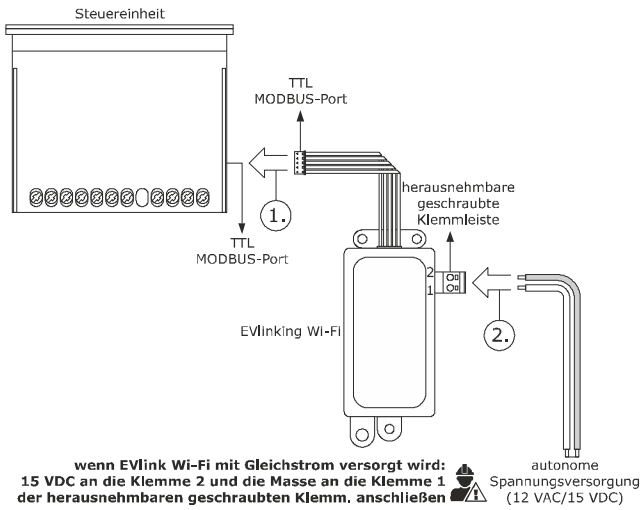 Steuereinheit
TTL
MODBUS-Port
1.
TTL
MODBUS-Port
herausnehmbare
geschraubte
Klemmleiste
2
1
EVlinking Wi-Fi
2.
wenn EVlink Wi-Fi mit Gleichstrom versorgt wird:
15 VDC an die Klemme 2 und die Masse an die Klemme 1
der herausnehmbaren geschraubten Klemm. anschließen
autonome
Spannungsversorgung
(12 VAC/15 VDC)